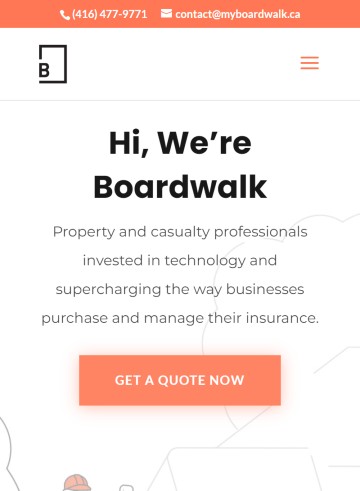 (416) 477-9771 contact@myboardwalk.ca
B
Hi, We’re
Boardwalk
Property and casualty professionals
invested in technology and
supercharging the way businesses
purchase and manage their insurance.
GET A QUOTE NOW